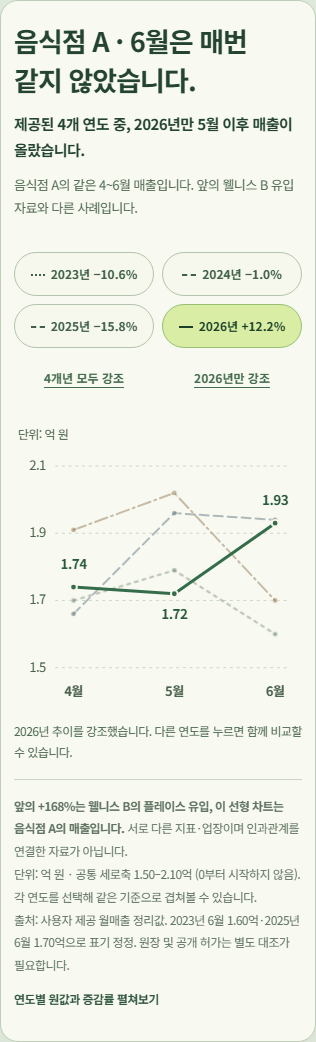 음식점 A · 6월은 매번
같지 않았습니다.
제공된 4개 연도 중, 2026년만 5월 이후 매출이
올랐습니다.
음식점 A의 같은 4~6월 매출입니다. 앞의 웰니스 B 유입
자료와 다른 사례입니다.
2023년 −10.6%
2024년 −1.0%
2025년 −15.8%
2026년 +12.2%
4개년 모두 강조
2026년만 강조
단위: 억 원
2.1
1.9
1.7
1.5
1.74
1.72
1.93
4월
5월
6월
2026년 추이를 강조했습니다. 다른 연도를 누르면 함께 비교할
수 있습니다.
앞의 +168%는 웰니스 B의 플레이스 유입, 이 선형 차트는
음식점 A의 매출입니다. 서로 다른 지표·업장이며 인과관계를
연결한 자료가 아닙니다.
단위: 억 원 · 공통 세로축 1.50–2.10억 (0부터 시작하지 않음).
각 연도를 선택해 같은 기준으로 겹쳐볼 수 있습니다.
출처: 사용자 제공 월매출 정리값. 2023년 6월 1.60억·2025년
6월 1.70억으로 표기 정정. 원장 및 공개 허가는 별도 대조가
필요합니다.
연도별 원값과 증감률 펼쳐보기